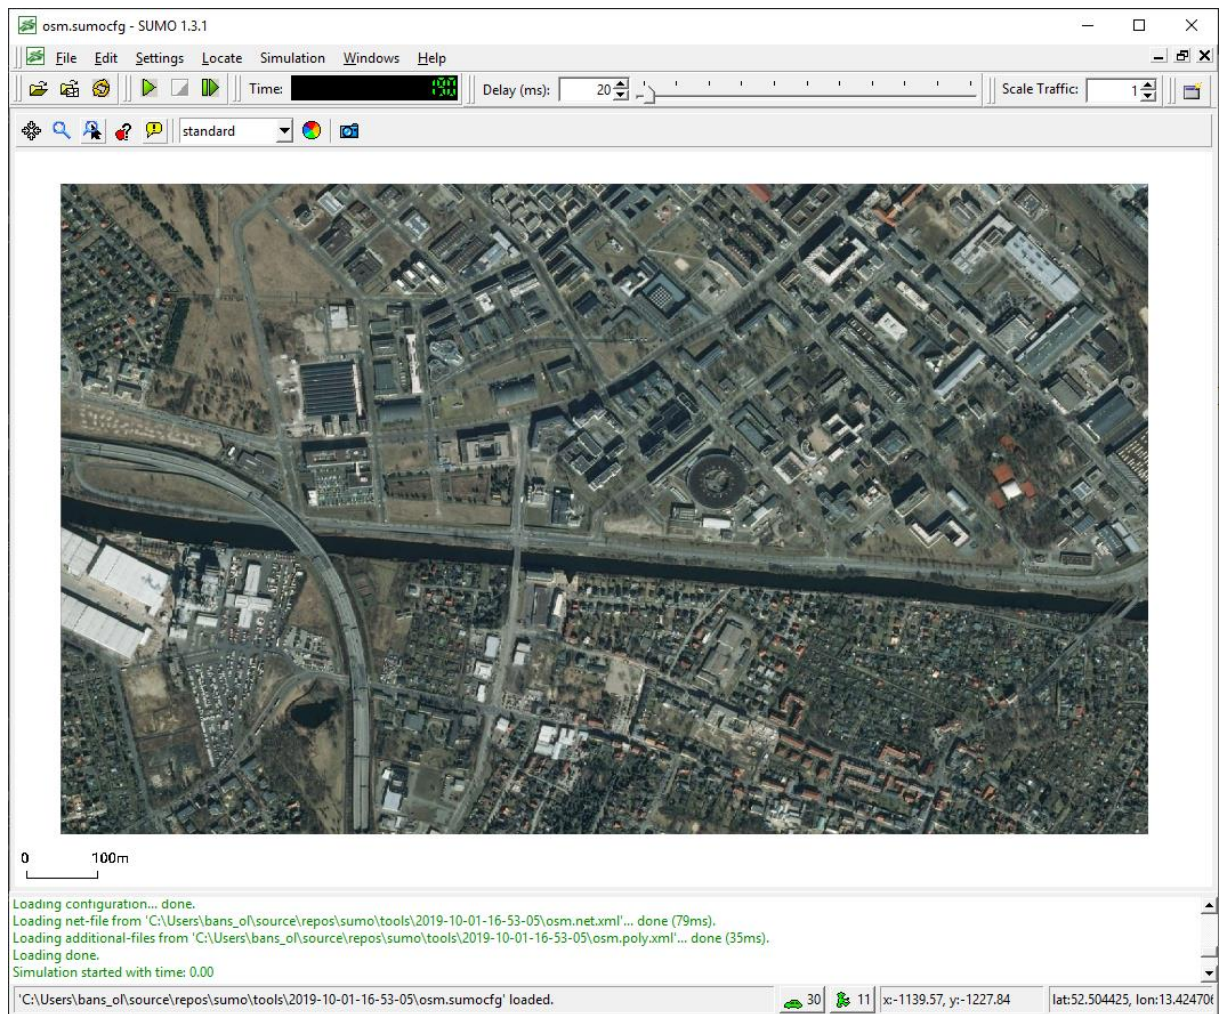 osm.sumocfg - SUMO 1.3.1
File Edit Settings Locate Simulation Windows Help
Time: 190 Delay (ms): 20 Scale Traffic: 1
standard
0 100m
Loading configuration... done.
Loading net-file from 'C:\Users\bans_ol\source\repos\sumo\tools\2019-10-01-16-53-05\osm.net.xml'... done (79ms).
Loading additional-files from 'C:\Users\bans_ol\source\repos\sumo\tools\2019-10-01-16-53-05\osm.poly.xml'... done (35ms).
Loading done.
Simulation started with time: 0.00
'C:\Users\bans_ol\source\repos\sumo\tools\2019-10-01-16-53-05\osm.sumocfg' loaded. 30 11 x:-1139.57, y:-1227.84 lat:52.504425, lon:13.424706